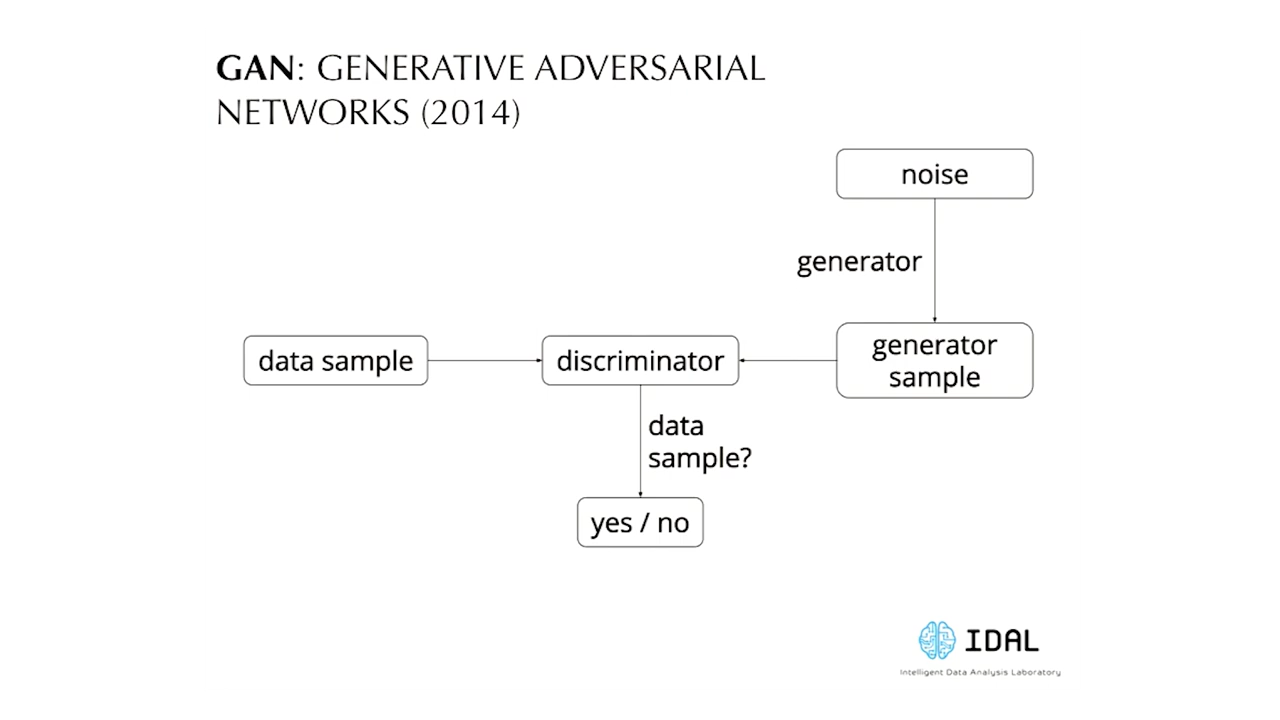 GAN: GENERATIVE ADVERSARIAL
NETWORKS (2014)
noise
generator
data sample
discriminator
generator
sample
data
sample?
yes / no
IDAL
Intelligent Data Analysis Laboratory